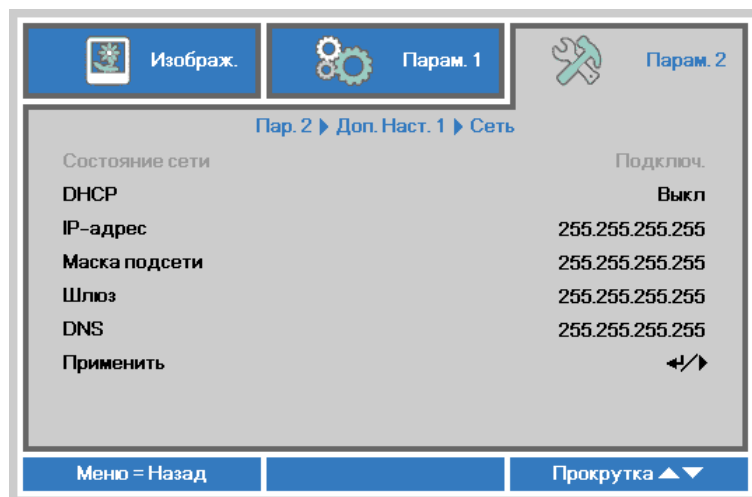 Изображ. Парам. 1 Парам. 2
Пар. 2 ▶ Доп. Наст. 1 ▶ Сеть
Состояние сети Подключ.
DHCP Выкл
IP-адрес 255.255.255.255
Маска подсети 255.255.255.255
Шлюз 255.255.255.255
DNS 255.255.255.255
Применить ↵/▶
Меню = Назад Прокрутка ▲▼